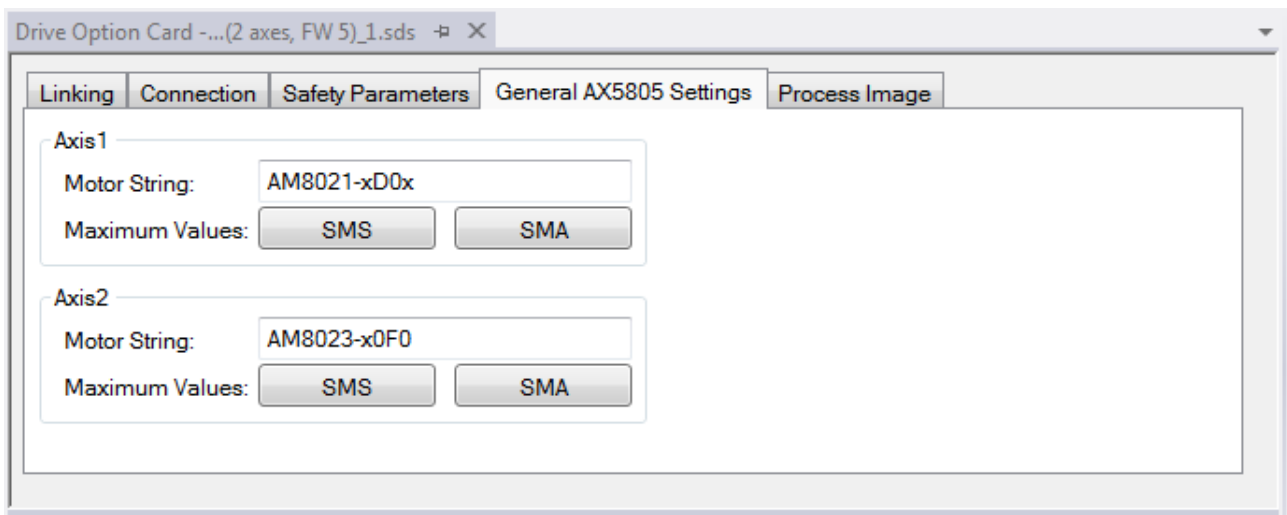 Drive Option Card -...(2 axes, FW 5)_1.sds
Linking Connection Safety Parameters General AX5805 Settings Process Image
Axis1
Motor String: AM8021-xD0x
Maximum Values: SMS SMA
Axis2
Motor String: AM8023-x0F0
Maximum Values: SMS SMA